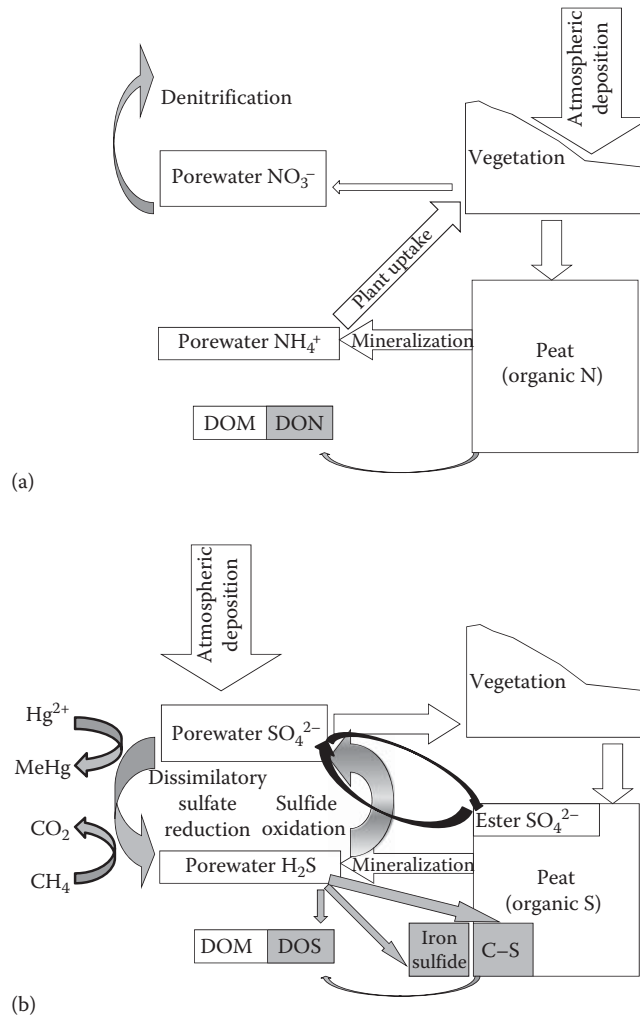 Atmospheric
deposition
Denitrification
Vegetation
Porewater NO₃⁻
Plant uptake
Porewater NH₄⁺
Mineralization
Peat
(organic N)
DOM
DON
(a)
Atmospheric
deposition
Vegetation
Hg²⁺
Porewater SO₄²⁻
MeHg
Dissimilatory
sulfate
reduction
Sulfide
oxidation
Ester SO₄²⁻
CO₂
Porewater H₂S
Mineralization
Peat
(organic S)
CH₄
DOM
DOS
Iron
sulfide
C–S
(b)